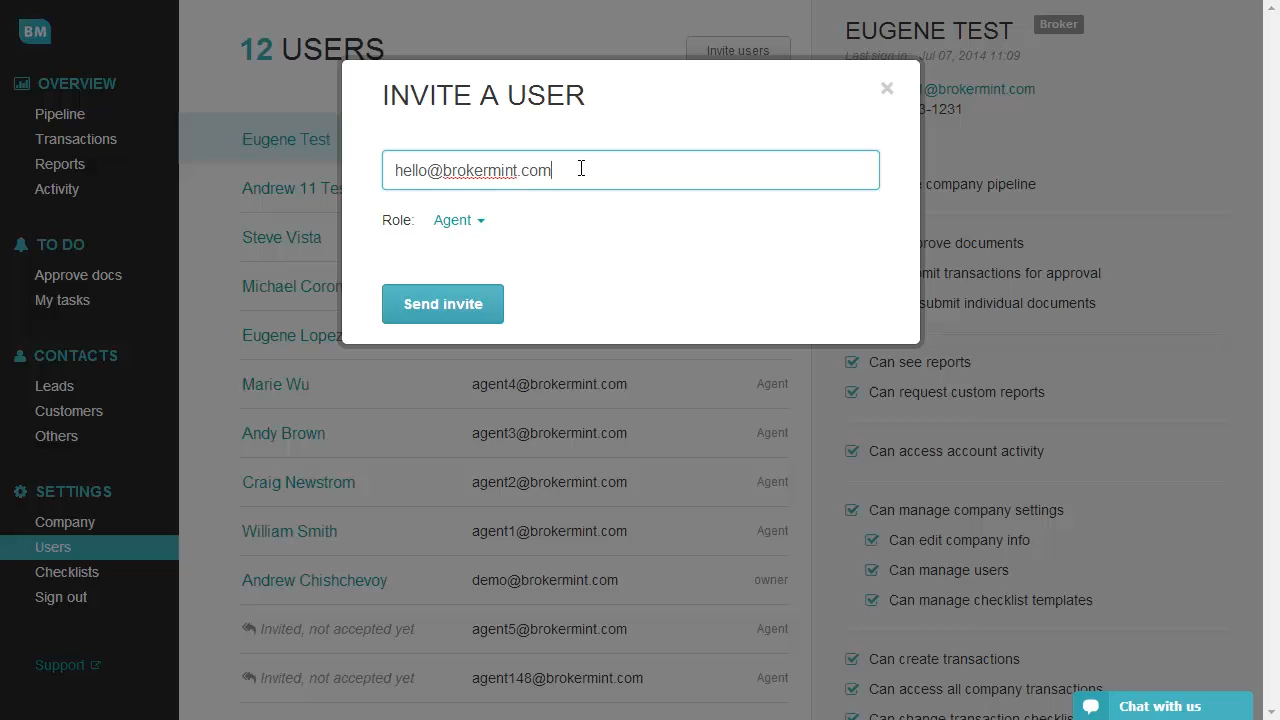 BM
OVERVIEW
Pipeline
Transactions
Reports
Activity
TO DO
Approve docs
My tasks
CONTACTS
Leads
Customers
Others
SETTINGS
Company
Users
Checklists
Sign out
Support
12 USERS
Invite users
Eugene Test
Andrew 11 Te
Steve Vista
Michael Coron
Eugene Lopez
Marie Wu agent4@brokermint.com Agent
Andy Brown agent3@brokermint.com Agent
Craig Newstrom agent2@brokermint.com Agent
William Smith agent1@brokermint.com Agent
Andrew Chishchevoy demo@brokermint.com owner
Invited, not accepted yet agent5@brokermint.com Agent
Invited, not accepted yet agent148@brokermint.com Agent
INVITE A USER
×
hello@brokermint.com
Role: Agent
Send invite
EUGENE TEST Broker
Last sign in: Jul 07, 2014 11:09
1@brokermint.com
3-1231
company pipeline
rove documents
mit transactions for approval
submit individual documents
Can see reports
Can request custom reports
Can access account activity
Can manage company settings
Can edit company info
Can manage users
Can manage checklist templates
Can create transactions
Can access all company transactions
Can change transaction checklist
Chat with us